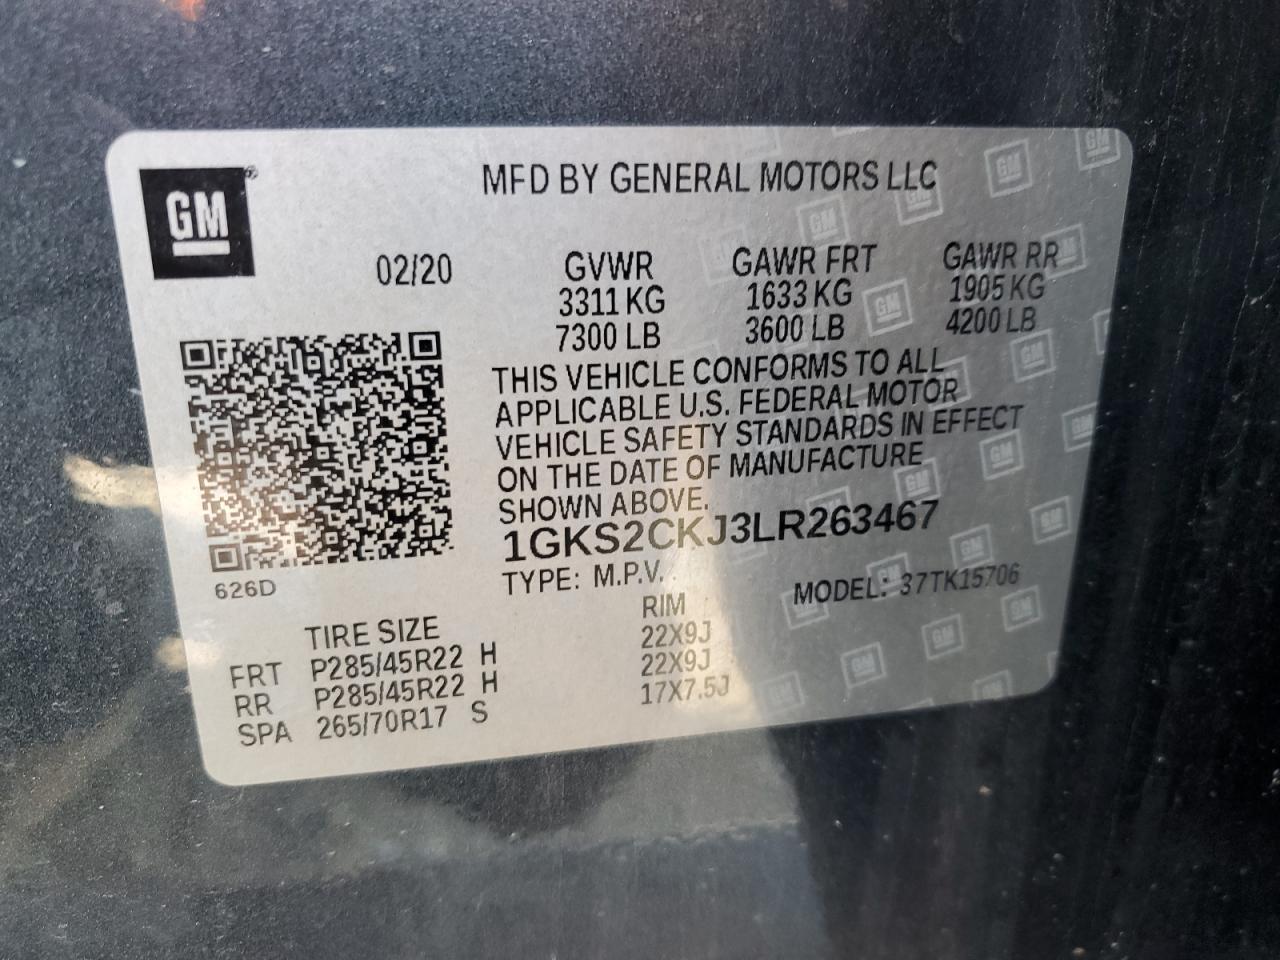 GM®
MFD BY GENERAL MOTORS LLC
02/20
GVWR GAWR FRT GAWR RR
3311 KG 1633 KG 1905 KG
7300 LB 3600 LB 4200 LB
THIS VEHICLE CONFORMS TO ALL
APPLICABLE U.S. FEDERAL MOTOR
VEHICLE SAFETY STANDARDS IN EFFECT
ON THE DATE OF MANUFACTURE
SHOWN ABOVE.
1GKS2CKJ3LR263467
626D
TYPE: M.P.V. MODEL: 37TK15706
TIRE SIZE RIM
FRT P285/45R22 H 22X9J
RR P285/45R22 H 22X9J
SPA 265/70R17 S 17X7.5J